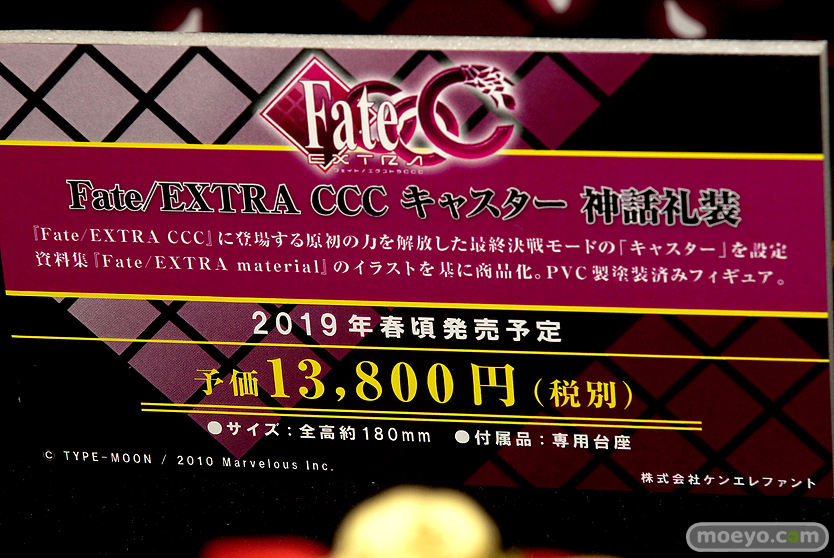 Fate
CCC
EXTRA
フェイト/エクストラCCC
Fate/EXTRA CCC キャスター 神話礼装
『Fate/EXTRA CCC』に登場する原初の力を解放した最終決戦モードの「キャスター」を設定
資料集『Fate/EXTRA material』のイラストを基に商品化。PVC製塗装済みフィギュア。
2019年春頃発売予定
予価13,800円(税別)
●サイズ:全高約180mm ●付属品:専用台座
© TYPE-MOON / 2010 Marvelous Inc.
株式会社ケンエレファント
moeyo.com